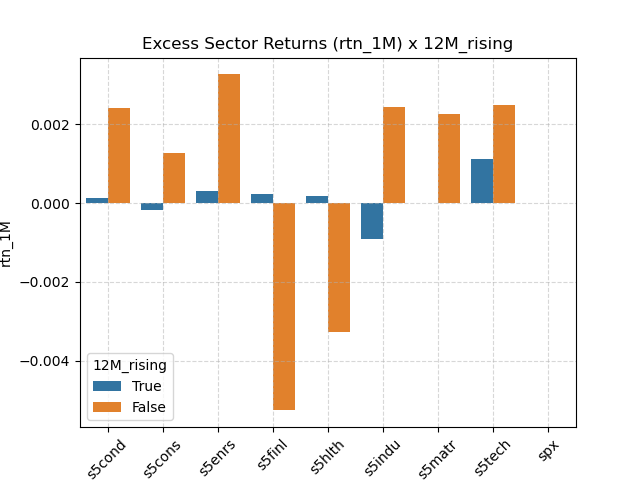 Excess Sector Returns (rtn_1M) x 12M_rising
rtn_1M
0.002
0.000
−0.002
−0.004
12M_rising
True
False
s5cond
s5cons
s5enrs
s5finl
s5hlth
s5indu
s5matr
s5tech
spx